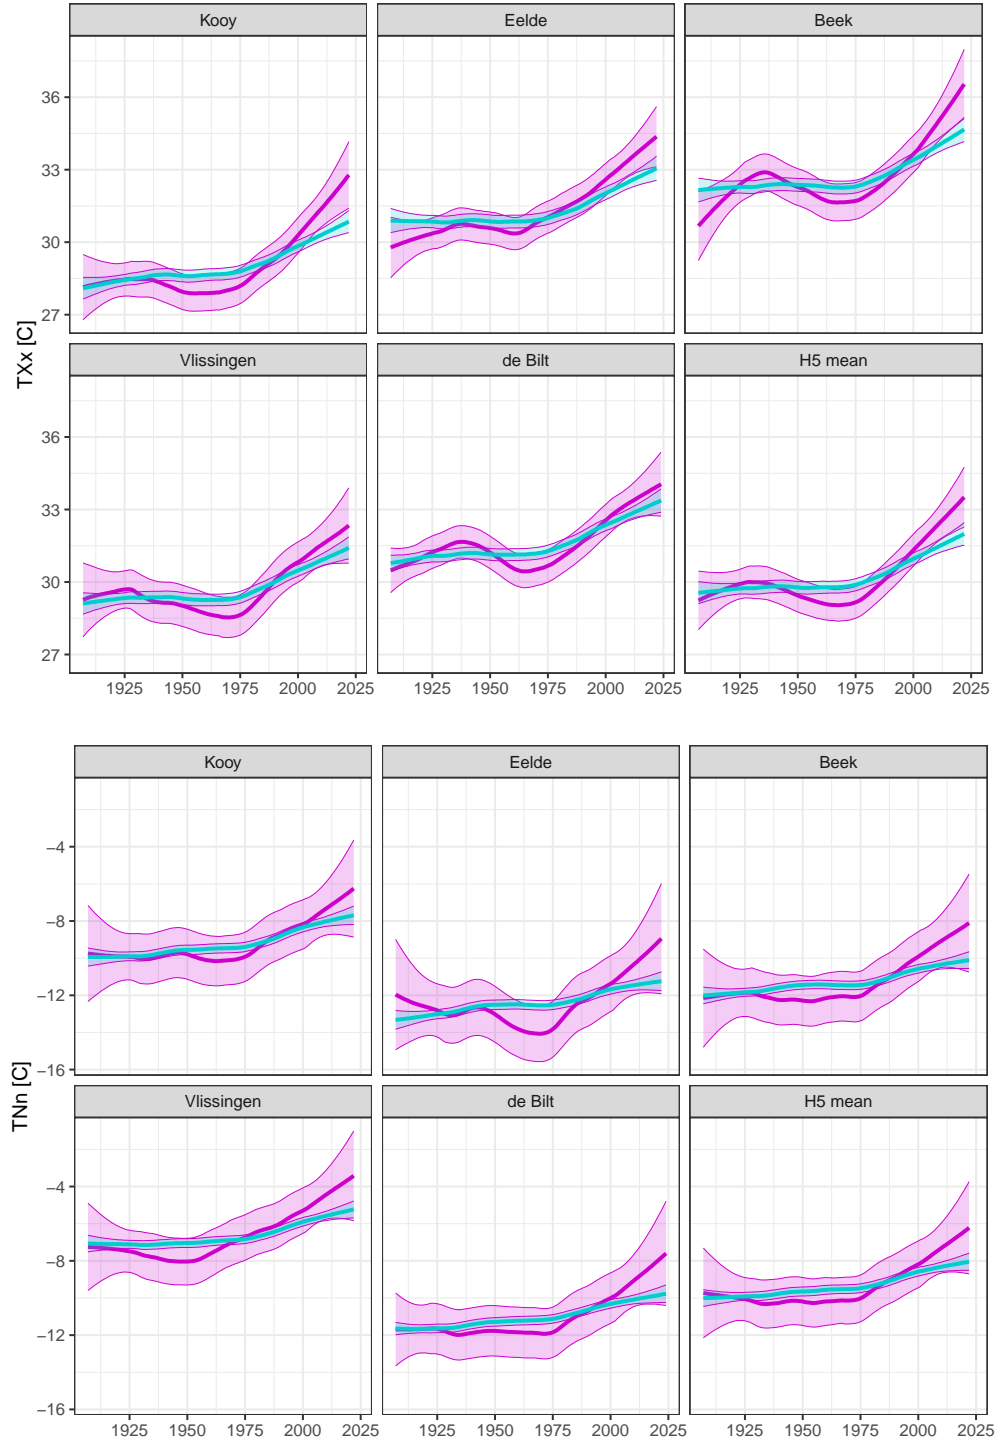 Kooy Eelde Beek
36
33
30
27
TXx [C]
Vlissingen de Bilt H5 mean
36
33
30
27
1925 1950 1975 2000 2025 1925 1950 1975 2000 2025 1925 1950 1975 2000 2025
Kooy Eelde Beek
−4
−8
−12
−16
TNn [C]
Vlissingen de Bilt H5 mean
−4
−8
−12
−16
1925 1950 1975 2000 2025 1925 1950 1975 2000 2025 1925 1950 1975 2000 2025